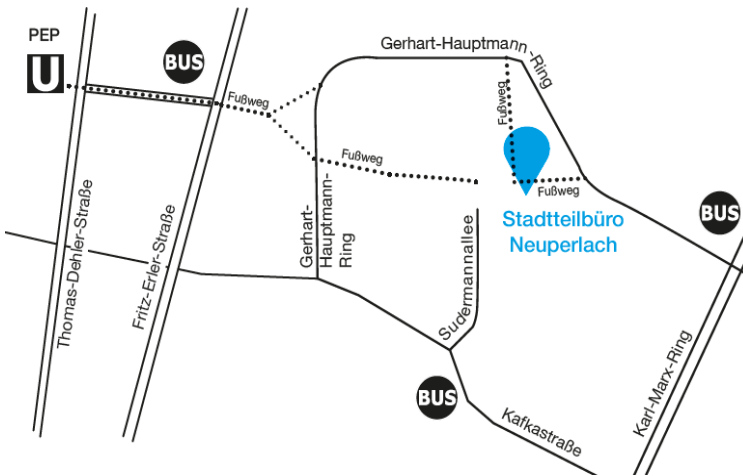 PEP
U
BUS
Gerhart-Hauptmann-Ring
Fußweg
Fußweg
Fußweg
Fußweg
Stadtteilbüro
Neuperlach
BUS
Thomas-Dehler-Straße
Fritz-Erler-Straße
Gerhart-
Hauptmann-
Ring
Sudermannallee
Karl-Marx-Ring
BUS
Kafkastraße